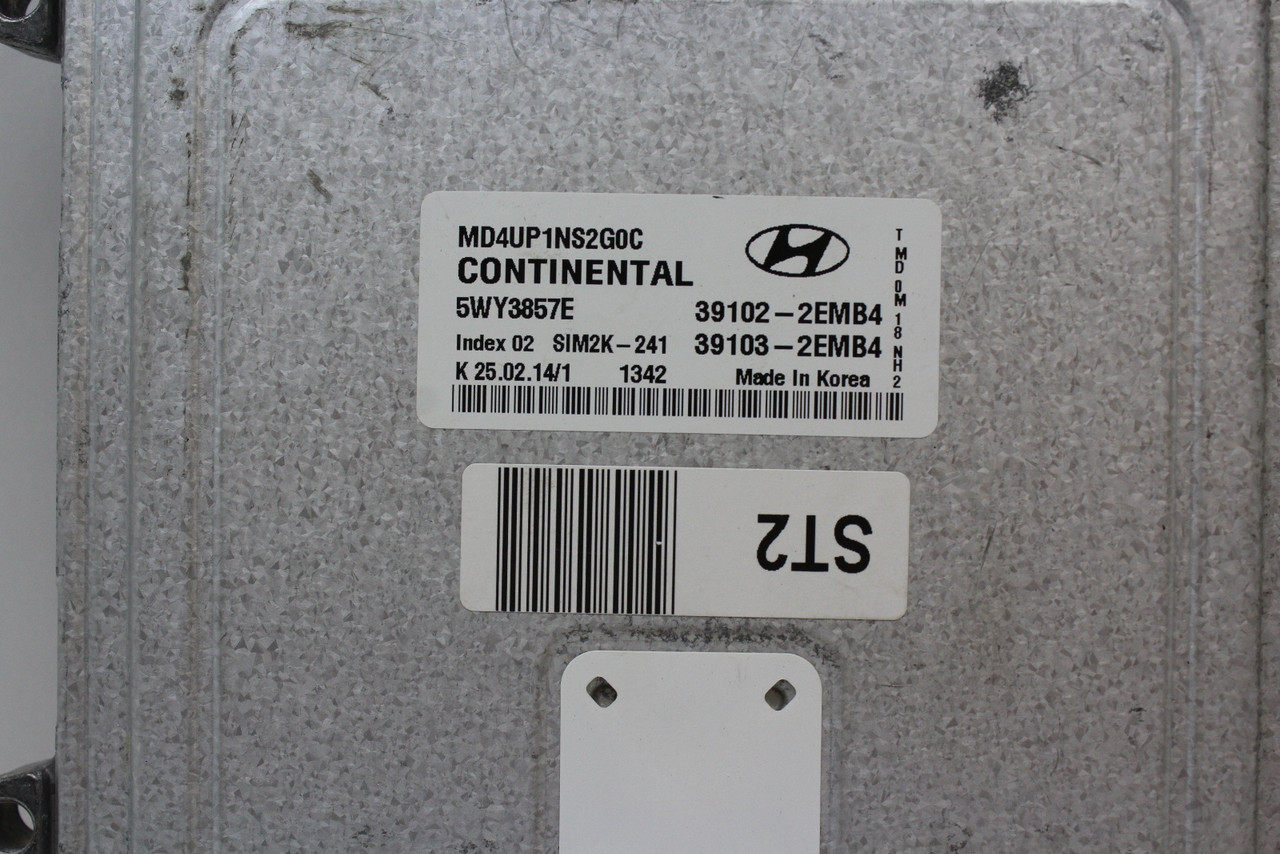 MD4UP1NS2G0C
CONTINENTAL
5WY3857E 39102-2EMB4
Index 02 SIM2K-241 39103-2EMB4
K 25.02.14/1 1342 Made In Korea
TMD0M18NH2
ST2